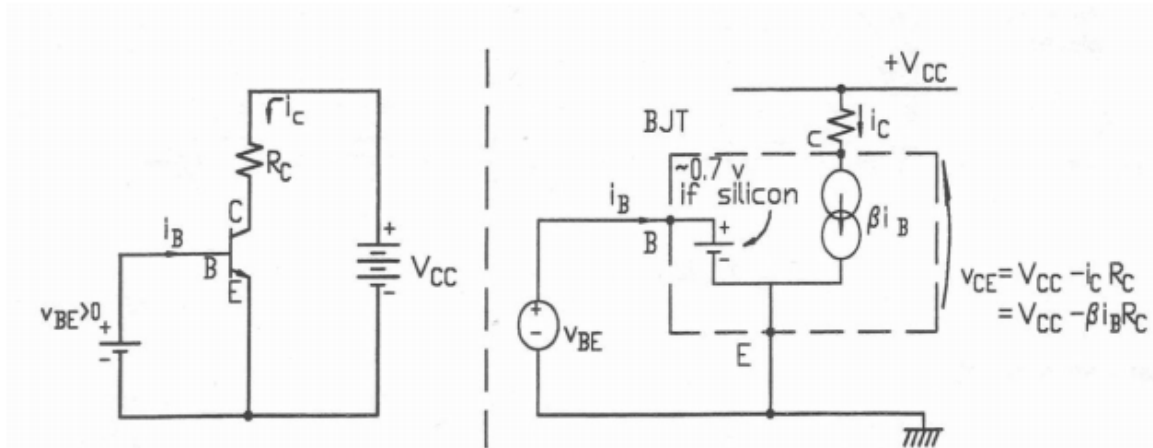 i_c
R_C
C
i_B
B
E
v_BE>0
+
-
+
-
V_CC
+V_CC
BJT
C
i_C
~0.7 v
if silicon
i_B
B
+
-
βi_B
+
-
v_BE
E
v_CE = V_CC - i_C R_C
= V_CC - βi_B R_C